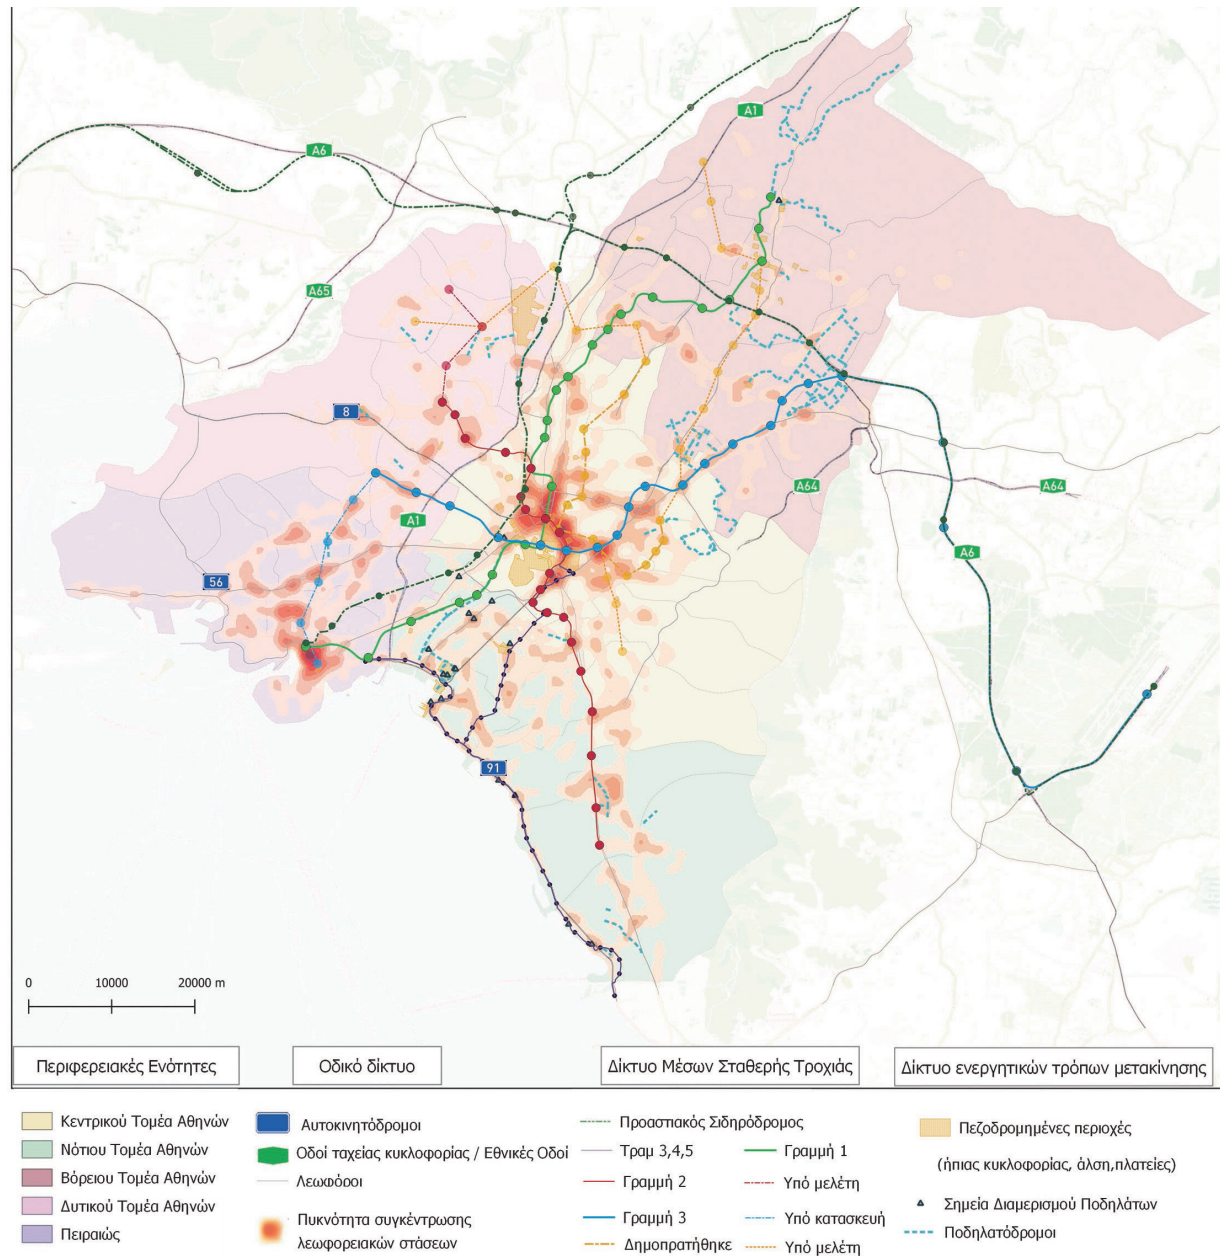 A1
A6
A65
8
A64
A64
A1
A6
56
91
0 10000 20000 m
Περιφερειακές Ενότητες
Οδικό δίκτυο
Δίκτυο Μέσων Σταθερής Τροχιάς
Δίκτυο ενεργητικών τρόπων μετακίνησης
Κεντρικού Τομέα Αθηνών
Νότιου Τομέα Αθηνών
Βόρειου Τομέα Αθηνών
Δυτικού Τομέα Αθηνών
Πειραιώς
Αυτοκινητόδρομοι
Οδοί ταχείας κυκλοφορίας / Εθνικές Οδοί
Λεωφόροι
Πυκνότητα συγκέντρωσης
λεωφορειακών στάσεων
Προαστιακός Σιδηρόδρομος
Τραμ 3,4,5
Γραμμή 2
Γραμμή 3
Δημοπρατήθηκε
Γραμμή 1
Υπό μελέτη
Υπό κατασκευή
Υπό μελέτη
Πεζοδρομημένες περιοχές
(ήπιας κυκλοφορίας, άλση,πλατείες)
Σημεία Διαμερισμού Ποδηλάτων
Ποδηλατόδρομοι